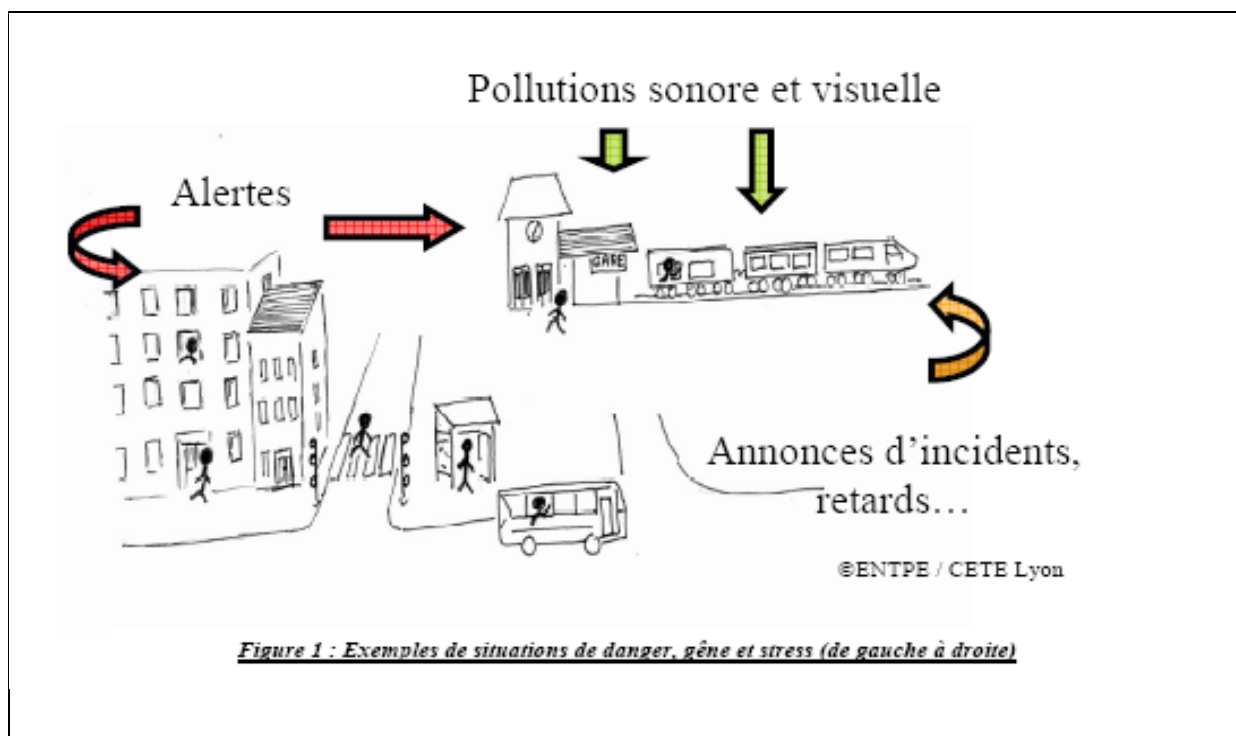 Pollutions sonore et visuelle
Alertes
GARE
Annonces d'incidents,
retards...
©ENTPE / CETE Lyon
Figure 1 : Exemples de situations de danger, gêne et stress (de gauche à droite)